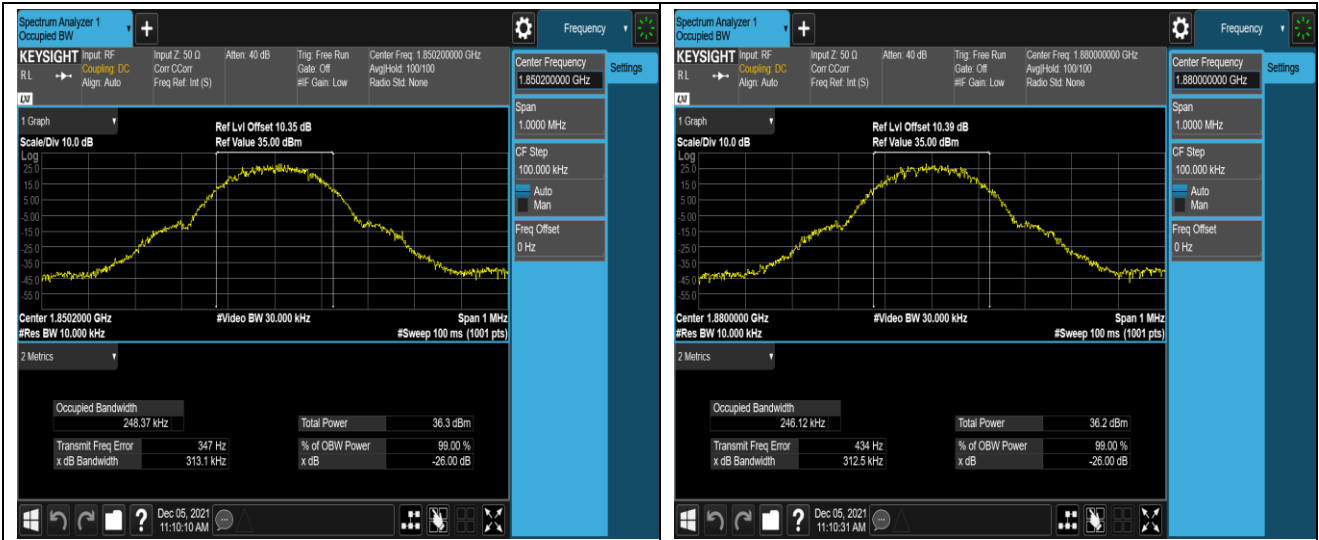 Spectrum Analyzer 1
Occupied BW
Frequency
KEYSIGHT Input: RF Input Z: 50 Ω Atten: 40 dB Trig: Free Run Center Freq: 1.850200000 GHz
RL Coupling: DC Corr CCorr Gate: Off Avg|Hold: 100/100
Align: Auto Freq Ref: Int (S) #IF Gain: Low Radio Std: None
LXI
Center Frequency
1.850200000 GHz
Settings
Span
1.0000 MHz
CF Step
100.000 kHz
Auto
Man
Freq Offset
0 Hz
1 Graph
Ref Lvl Offset 10.35 dB
Scale/Div 10.0 dB Ref Value 35.00 dBm
Log
25.0
15.0
5.00
-5.00
-15.0
-25.0
-35.0
-45.0
-55.0
Center 1.8502000 GHz #Video BW 30.000 kHz Span 1 MHz
#Res BW 10.000 kHz #Sweep 100 ms (1001 pts)
2 Metrics
Occupied Bandwidth
248.37 kHz Total Power 36.3 dBm
Transmit Freq Error 347 Hz % of OBW Power 99.00 %
x dB Bandwidth 313.1 kHz x dB -26.00 dB
?
Dec 05, 2021
11:10:10 AM
Spectrum Analyzer 1
Occupied BW
Frequency
KEYSIGHT Input: RF Input Z: 50 Ω Atten: 40 dB Trig: Free Run Center Freq: 1.880000000 GHz
RL Coupling: DC Corr CCorr Gate: Off Avg|Hold: 100/100
Align: Auto Freq Ref: Int (S) #IF Gain: Low Radio Std: None
LXI
Center Frequency
1.880000000 GHz
Settings
Span
1.0000 MHz
CF Step
100.000 kHz
Auto
Man
Freq Offset
0 Hz
1 Graph
Ref Lvl Offset 10.39 dB
Scale/Div 10.0 dB Ref Value 35.00 dBm
Log
25.0
15.0
5.00
-5.00
-15.0
-25.0
-35.0
-45.0
-55.0
Center 1.8800000 GHz #Video BW 30.000 kHz Span 1 MHz
#Res BW 10.000 kHz #Sweep 100 ms (1001 pts)
2 Metrics
Occupied Bandwidth
246.12 kHz Total Power 36.2 dBm
Transmit Freq Error 434 Hz % of OBW Power 99.00 %
x dB Bandwidth 312.5 kHz x dB -26.00 dB
?
Dec 05, 2021
11:10:31 AM